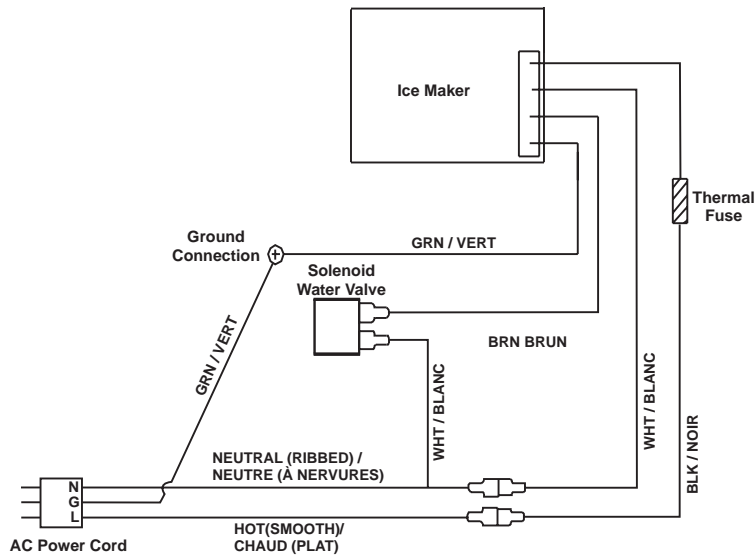 Ice Maker
Thermal
Fuse
Ground
Connection
GRN / VERT
Solenoid
Water Valve
GRN / VERT
BRN BRUN
WHT / BLANC
WHT / BLANC
BLK / NOIR
NEUTRAL (RIBBED) /
NEUTRE (À NERVURES)
N
G
L
HOT(SMOOTH)/
CHAUD (PLAT)
AC Power Cord